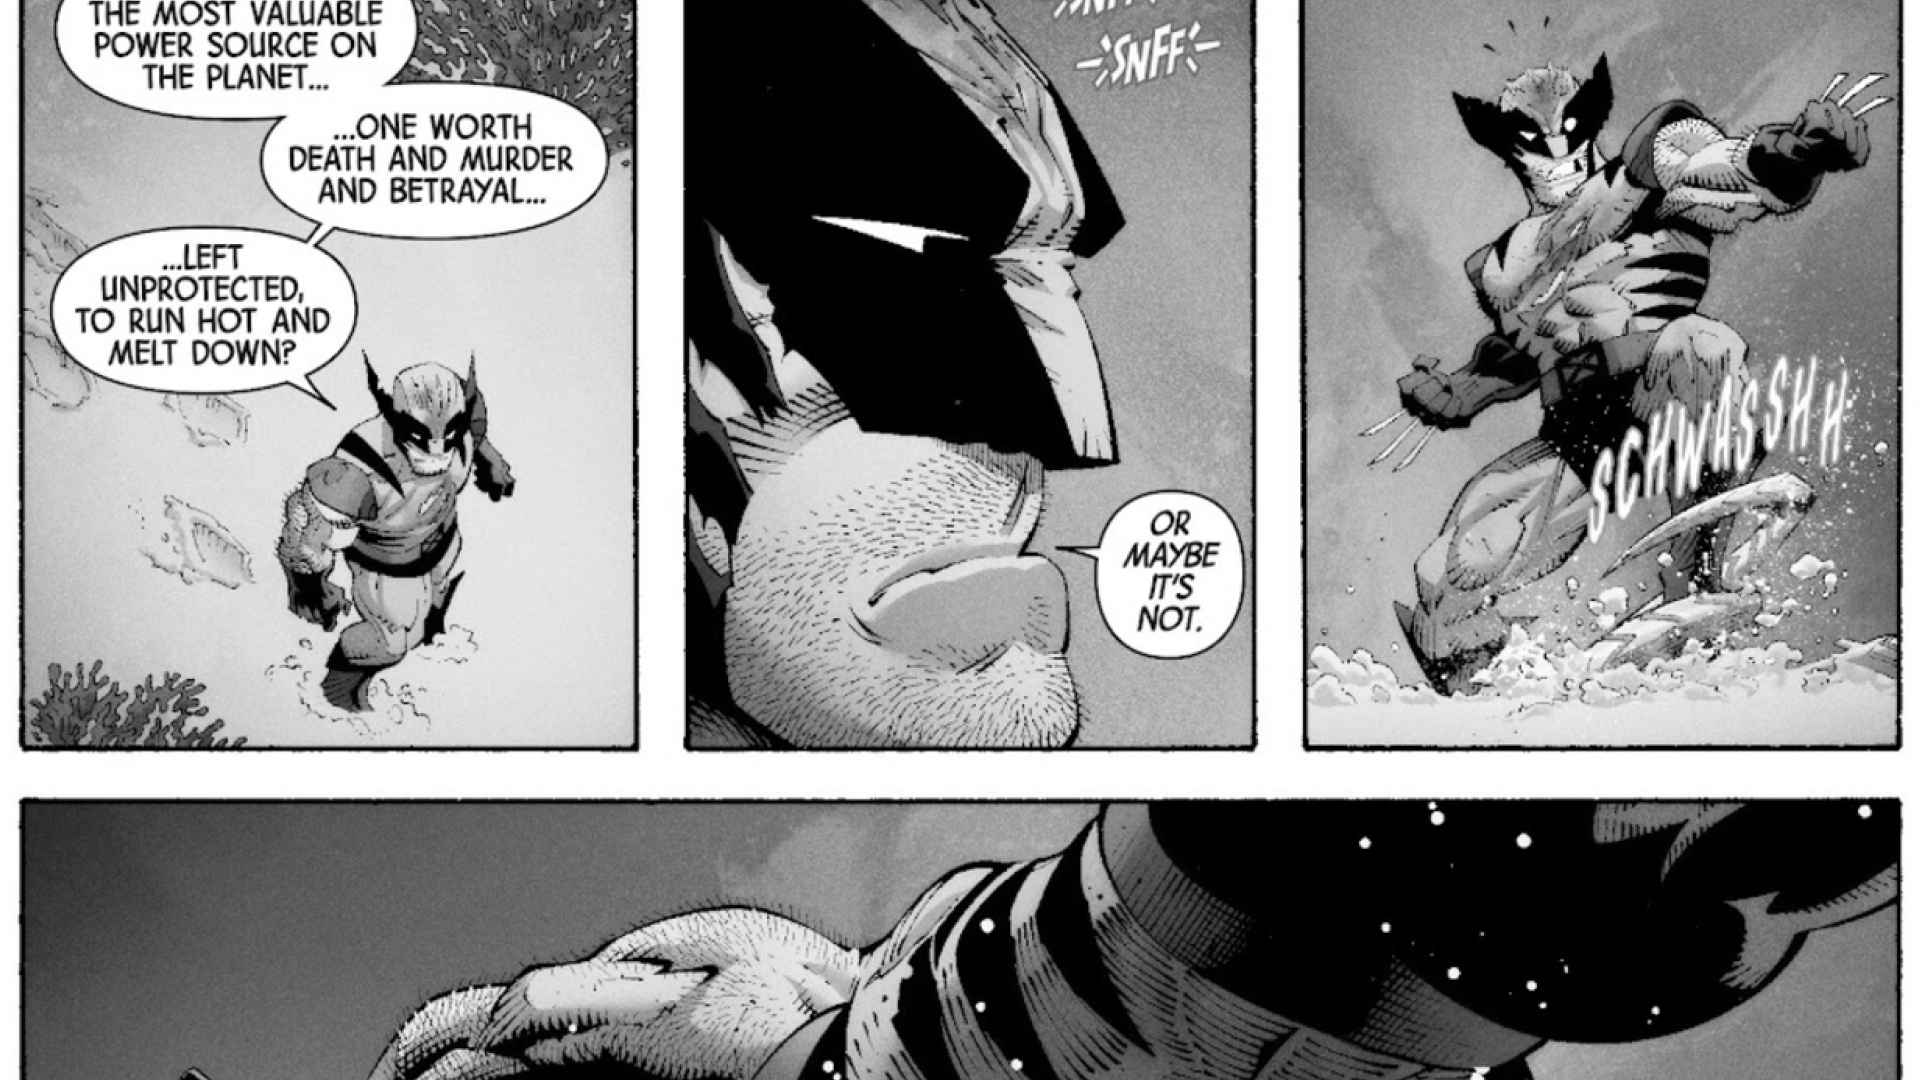 THE MOST VALUABLE
POWER SOURCE ON
THE PLANET...
...ONE WORTH
DEATH AND MURDER
AND BETRAYAL...
...LEFT
UNPROTECTED,
TO RUN HOT AND
MELT DOWN?
SNFF
OR
MAYBE
IT'S
NOT.
SCHWASSHH